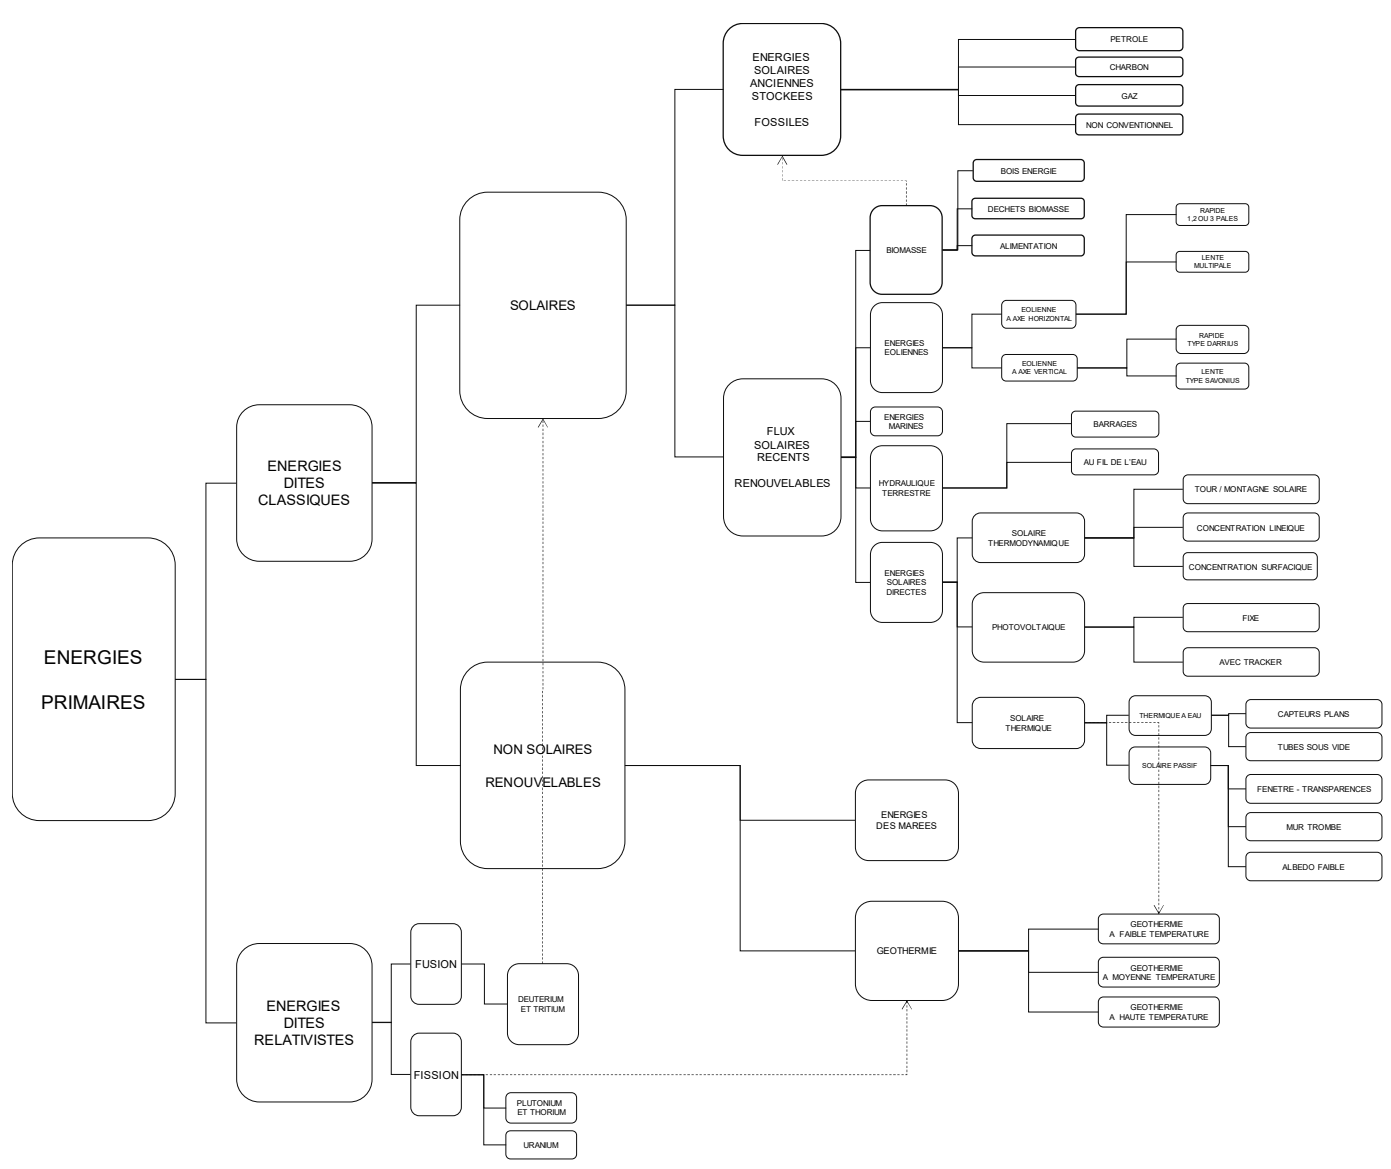 ENERGIES
PRIMAIRES
ENERGIES
DITES
CLASSIQUES
ENERGIES
DITES
RELATIVISTES
SOLAIRES
NON SOLAIRES
RENOUVELABLES
FUSION
FISSION
DEUTERIUM
ET TRITIUM
PLUTONIUM
ET THORIUM
URANIUM
ENERGIES
SOLAIRES
ANCIENNES
STOCKEES
FOSSILES
FLUX
SOLAIRES
RECENTS
RENOUVELABLES
PETROLE
CHARBON
GAZ
NON CONVENTIONNEL
BIOMASSE
BOIS ENERGIE
DECHETS BIOMASSE
ALIMENTATION
ENERGIES
EOLIENNES
EOLIENNE
A AXE HORIZONTAL
EOLIENNE
A AXE VERTICAL
RAPIDE
1,2 OU 3 PALES
LENTE
MULTIPALE
RAPIDE
TYPE DARRIUS
LENTE
TYPE SAVONIUS
ENERGIES
MARINES
HYDRAULIQUE
TERRESTRE
BARRAGES
AU FIL DE L'EAU
ENERGIES
SOLAIRES
DIRECTES
SOLAIRE
THERMODYNAMIQUE
TOUR / MONTAGNE SOLAIRE
CONCENTRATION LINEIQUE
CONCENTRATION SURFACIQUE
PHOTOVOLTAIQUE
FIXE
AVEC TRACKER
SOLAIRE
THERMIQUE
THERMIQUE A EAU
SOLAIRE PASSIF
CAPTEURS PLANS
TUBES SOUS VIDE
FENETRE - TRANSPARENCES
MUR TROMBE
ALBEDO FAIBLE
ENERGIES
DES MAREES
GEOTHERMIE
GEOTHERMIE
A FAIBLE TEMPERATURE
GEOTHERMIE
A MOYENNE TEMPERATURE
GEOTHERMIE
A HAUTE TEMPERATURE